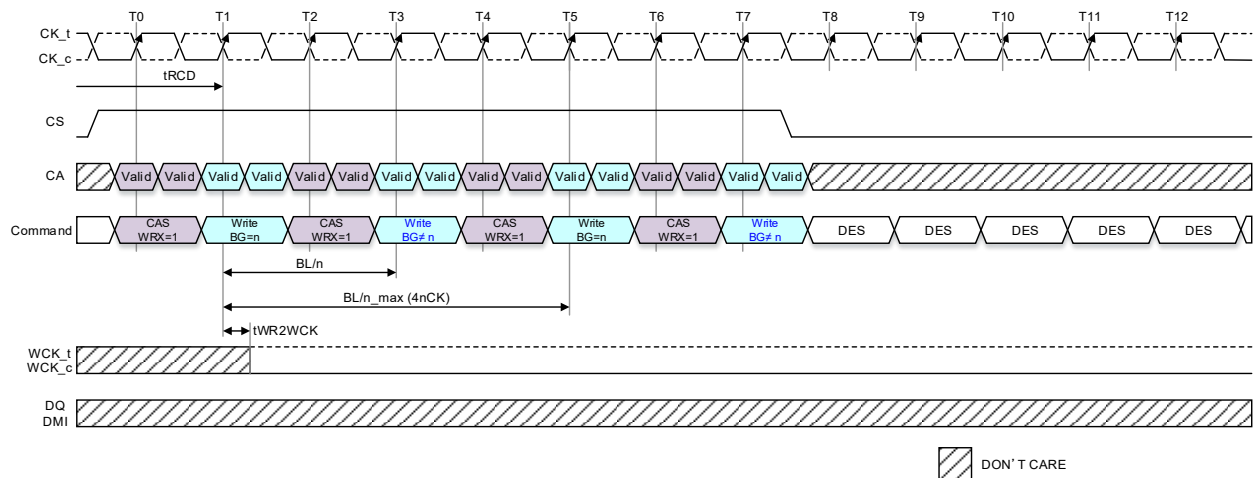 T0 T1 T2 T3 T4 T5 T6 T7 T8 T9 T10 T11 T12
CK_t
CK_c
tRCD
CS
CA Valid Valid Valid Valid Valid Valid Valid Valid Valid Valid Valid Valid Valid Valid Valid Valid
Command CAS WRX=1 Write BG=n CAS WRX=1 Write BG≠ n CAS WRX=1 Write BG=n CAS WRX=1 Write BG≠ n DES DES DES DES DES
BL/n
BL/n_max (4nCK)
tWR2WCK
WCK_t
WCK_c
DQ
DMI
DON'T CARE